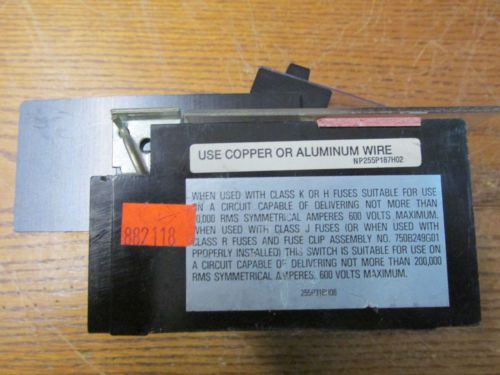 USE COPPER OR ALUMINUM WIRE
NP255P187H02
WHEN USED WITH CLASS K OR H FUSES SUITABLE FOR USE
ON A CIRCUIT CAPABLE OF DELIVERING NOT MORE THAN
0,000 RMS SYMMETRICAL AMPERES 600 VOLTS MAXIMUM.
WHEN USED WITH CLASS J FUSES (OR WHEN USED WITH
CLASS R FUSES AND FUSE CLIP ASSEMBLY NO. 750B249G01
PROPERLY INSTALLED) THIS SWITCH IS SUITABLE FOR USE ON
A CIRCUIT CAPABLE OF DELIVERING NOT MORE THAN 200,000
RMS SYMMETRICAL AMPERES, 600 VOLTS MAXIMUM.
882118